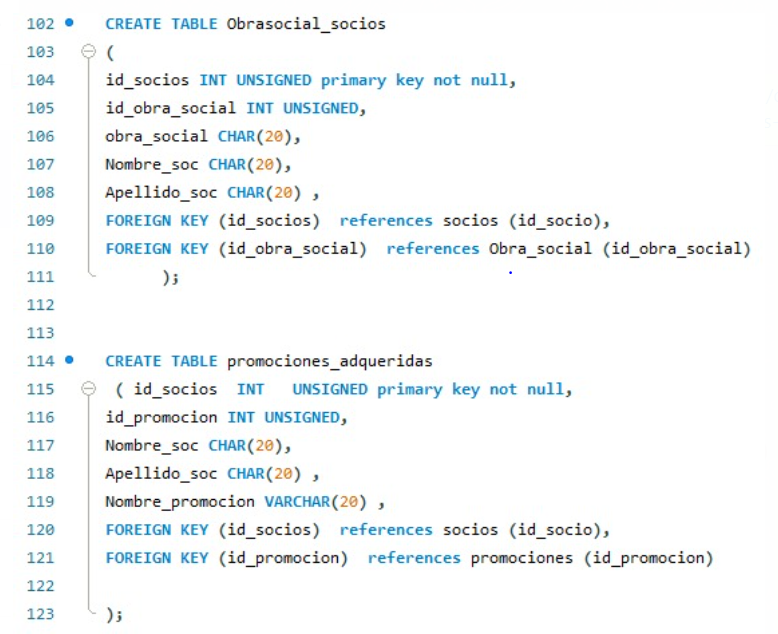 102 CREATE TABLE Obrasocial_socios
103 (
104 id_socios INT UNSIGNED primary key not null,
105 id_obra_social INT UNSIGNED,
106 obra_social CHAR(20),
107 Nombre_soc CHAR(20),
108 Apellido_soc CHAR(20) ,
109 FOREIGN KEY (id_socios)  references socios (id_socio),
110 FOREIGN KEY (id_obra_social)  references Obra_social (id_obra_social)
111 );
112
113
114 CREATE TABLE promociones_adqueridas
115 ( id_socios  INT   UNSIGNED primary key not null,
116 id_promocion INT UNSIGNED,
117 Nombre_soc CHAR(20),
118 Apellido_soc CHAR(20) ,
119 Nombre_promocion VARCHAR(20) ,
120 FOREIGN KEY (id_socios)  references socios (id_socio),
121 FOREIGN KEY (id_promocion)  references promociones (id_promocion)
122
123 );